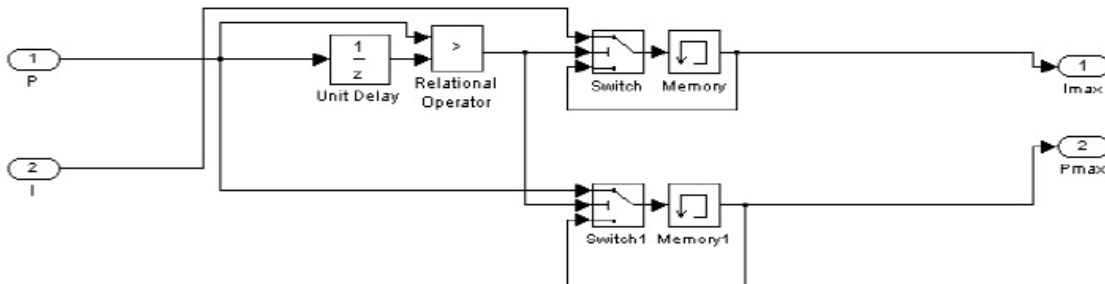 1
P
1
z
Unit Delay
>
Relational
Operator
Switch
Memory
1
Imax
2
I
Switch1
Memory1
2
Pmax